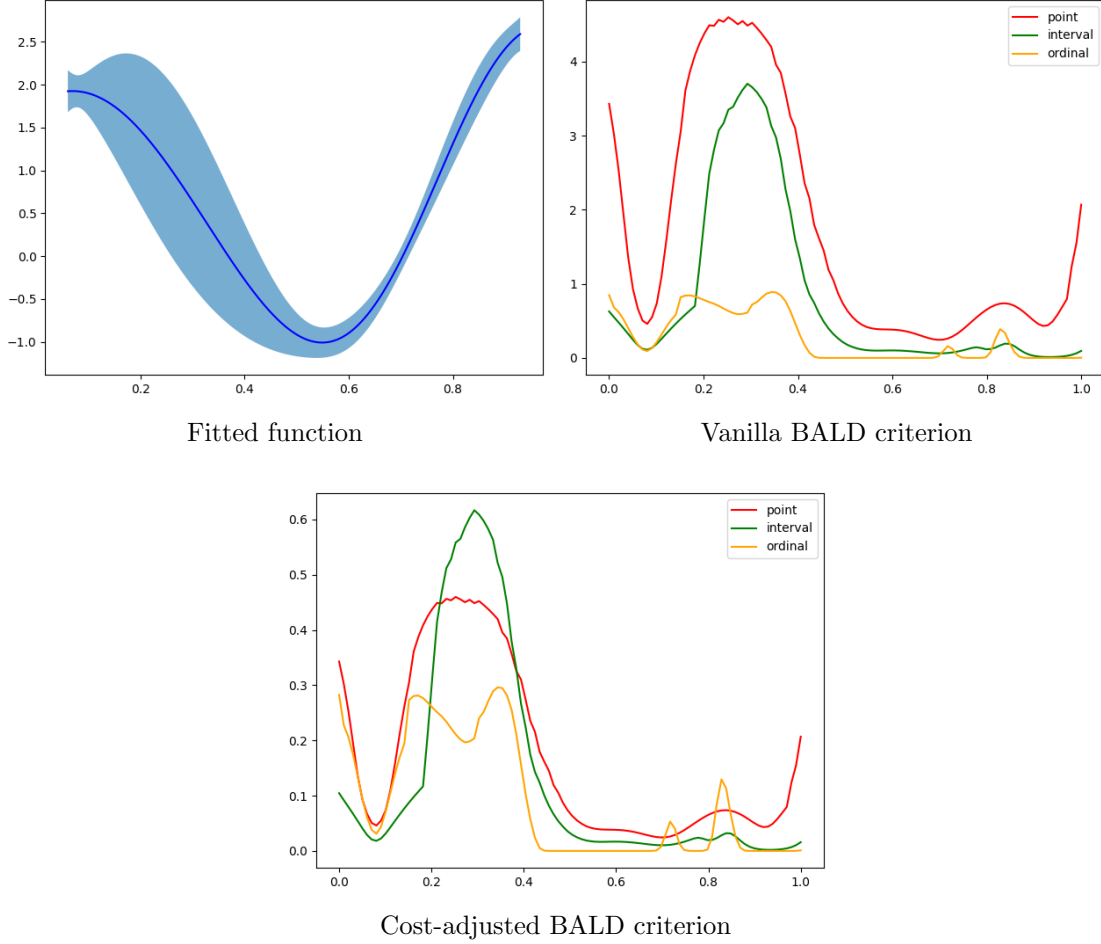 2.5
2.0
1.5
1.0
0.5
0.0
−0.5
−1.0
0.2 0.4 0.6 0.8
Fitted function
point
interval
ordinal
4
3
2
1
0
0.0 0.2 0.4 0.6 0.8 1.0
Vanilla BALD criterion
point
interval
ordinal
0.6
0.5
0.4
0.3
0.2
0.1
0.0
0.0 0.2 0.4 0.6 0.8 1.0
Cost-adjusted BALD criterion